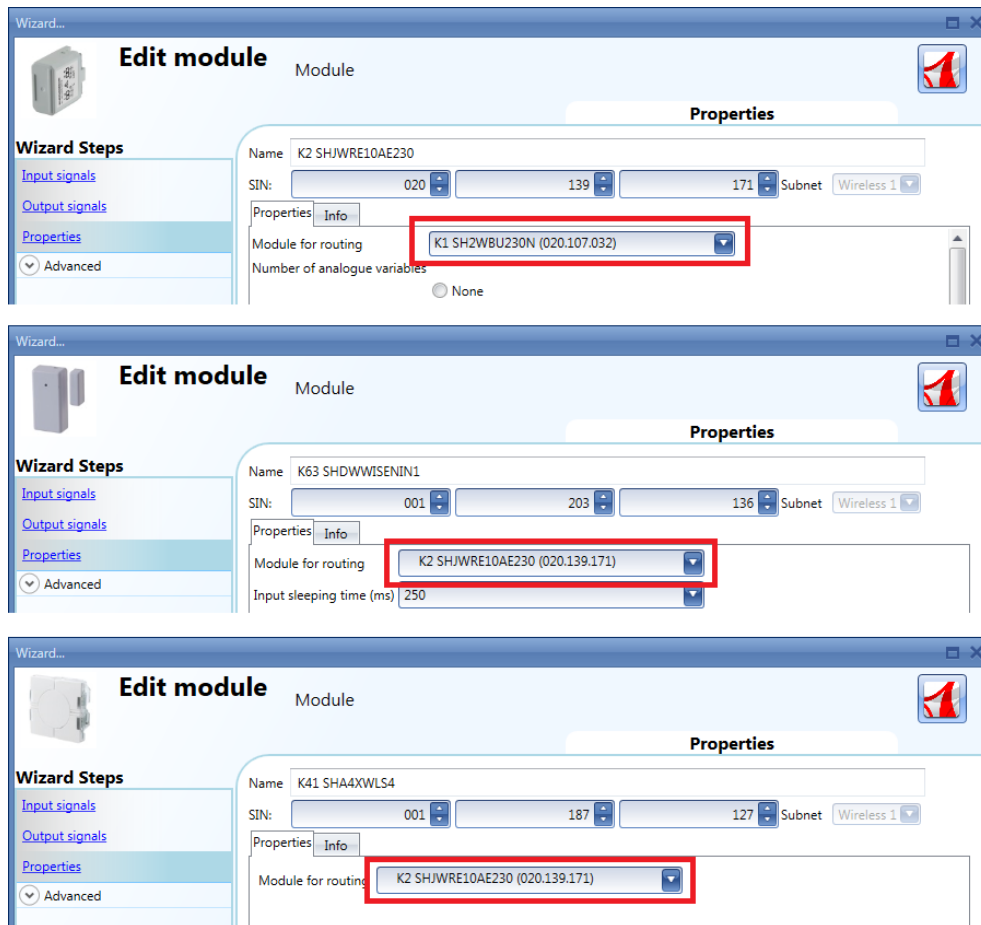 Wizard...
Edit module Module
Properties
Wizard Steps
Input signals
Output signals
Properties
Advanced
Name K2 SHJWRE10AE230
SIN: 020 139 171 Subnet Wireless 1
Properties Info
Module for routing K1 SH2WBU230N (020.107.032)
Number of analogue variables
None
Wizard...
Edit module Module
Properties
Wizard Steps
Input signals
Output signals
Properties
Advanced
Name K63 SHDWWISENIN1
SIN: 001 203 136 Subnet Wireless 1
Properties Info
Module for routing K2 SHJWRE10AE230 (020.139.171)
Input sleeping time (ms) 250
Wizard...
Edit module Module
Properties
Wizard Steps
Input signals
Output signals
Properties
Advanced
Name K41 SHA4XWLS4
SIN: 001 187 127 Subnet Wireless 1
Properties Info
Module for routing K2 SHJWRE10AE230 (020.139.171)